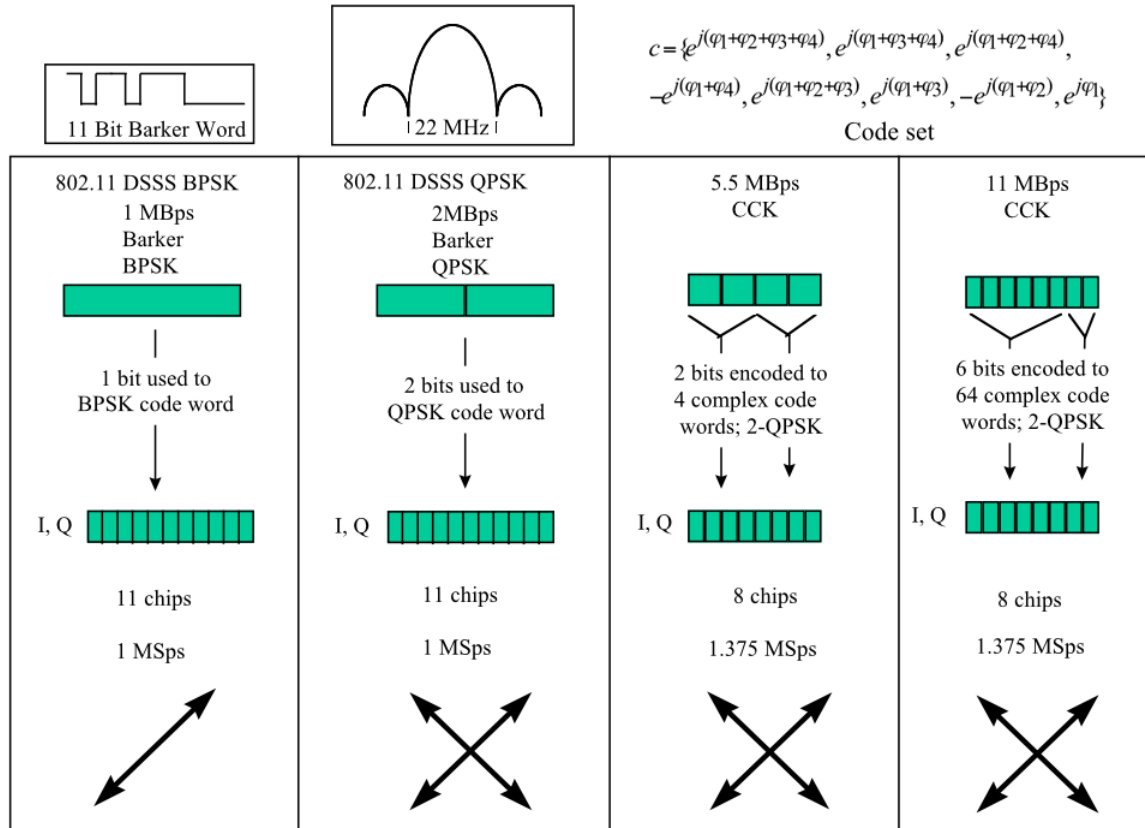 11 Bit Barker Word
22 MHz
c={e^j(φ1+φ2+φ3+φ4), e^j(φ1+φ3+φ4), e^j(φ1+φ2+φ4),
−e^j(φ1+φ4), e^j(φ1+φ2+φ3), e^j(φ1+φ3), −e^j(φ1+φ2), e^jφ1}
Code set
802.11 DSSS BPSK
1 MBps
Barker
BPSK
1 bit used to
BPSK code word
I, Q
11 chips
1 MSps
802.11 DSSS QPSK
2MBps
Barker
QPSK
2 bits used to
QPSK code word
I, Q
11 chips
1 MSps
5.5 MBps
CCK
2 bits encoded to
4 complex code
words; 2-QPSK
I, Q
8 chips
1.375 MSps
11 MBps
CCK
6 bits encoded to
64 complex code
words; 2-QPSK
I, Q
8 chips
1.375 MSps